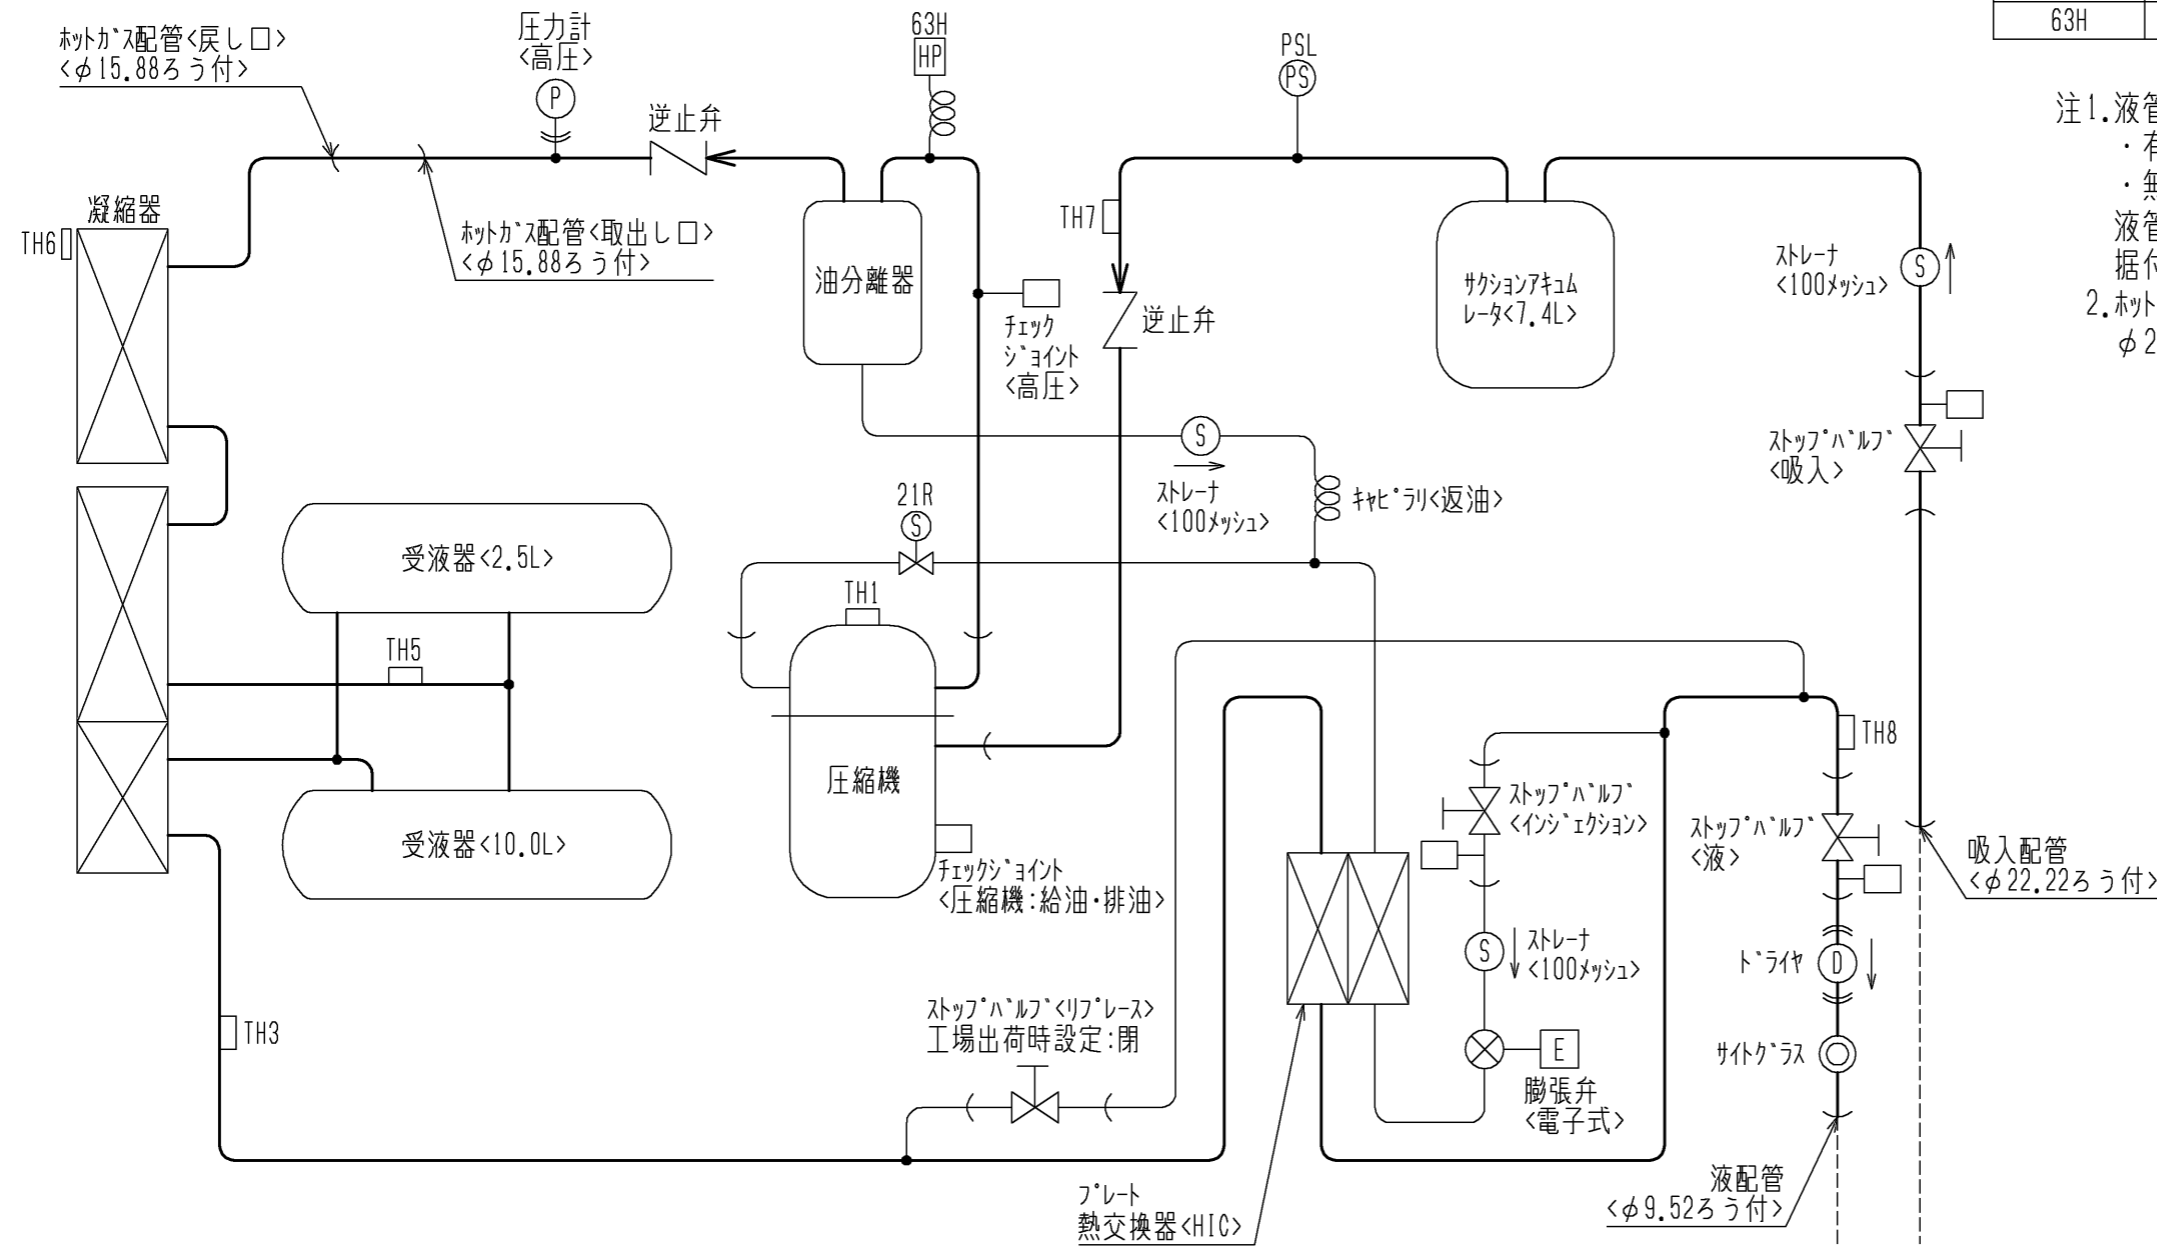 ホットガス配管<戻し口>
<φ15.88ろう付>
圧力計
<高圧>
P
63H
HP
PSL
PS
63H
逆止弁
注1.液管
・有
・無
液管
据付
2.ホット
φ2
凝縮器
TH6
ホットガス配管<取出し口>
<φ15.88ろう付>
油分離器
チェック
ジョイント
<高圧>
TH7
逆止弁
サクションアキュム
レータ<7.4L>
ストレーナ
<100メッシュ>
S
ストップバルブ
<吸入>
S
ストレーナ
<100メッシュ>
キャピラリ<返油>
21R
S
受液器<2.5L>
TH1
TH5
圧縮機
受液器<10.0L>
チェックジョイント
<圧縮機:給油・排油>
TH8
ストップバルブ
<インジェクション>
ストップバルブ
<液>
吸入配管
<φ22.22ろう付>
S
ストレーナ
<100メッシュ>
ドライヤ
D
TH3
ストップバルブ<リプレース>
工場出荷時設定:閉
E
膨張弁
<電子式>
サイトグラス
プレート
熱交換器<HIC>
液配管
<φ9.52ろう付>